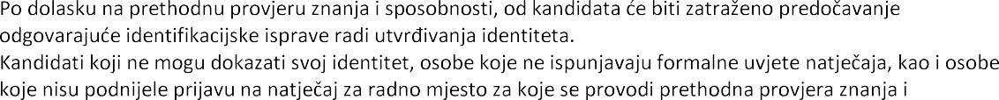 Po dolasku na prethodnu provjeru znanja i sposobnosti, od kandidata će biti zatraženo predočavanje
odgovarajuće identifikacijske isprave radi utvrđivanja identiteta.
Kandidati koji ne mogu dokazati svoj identitet, osobe koje ne ispunjavaju formalne uvjete natječaja, kao i osobe
koje nisu podnijele prijavu na natječaj za radno mjesto za koje se provodi prethodna provjera znanja i